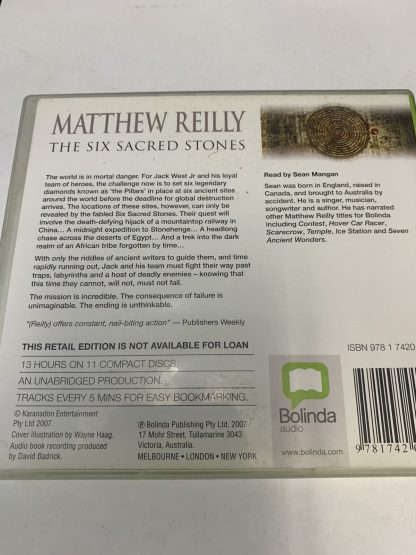 MATTHEW REILLY
THE SIX SACRED STONES
The world is in mortal danger. For Jack West Jr and his loyal
team of heroes, the challenge now is to set six legendary
diamonds known as 'the Pillars' in place at six ancient sites
around the world before the deadline for global destruction
arrives. The locations of these sites, however, can only be
revealed by the fabled Six Sacred Stones. Their quest will
involve the death-defying hijack of a mountaintop railway in
China... A midnight expedition to Stonehenge... A headlong
chase across the deserts of Egypt... And a trek into the dark
realm of an African tribe forgotten by time...
With only the riddles of ancient writers to guide them, and time
rapidly running out, Jack and his team must fight their way past
traps, labyrinths and a host of deadly enemies – knowing that
this time they cannot, will not, must not fail.
The mission is incredible. The consequence of failure is
unimaginable. The ending is unthinkable.
"(Reilly) offers constant, nail-biting action" — Publishers Weekly
Read by Sean Mangan
Sean was born in England, raised in
Canada, and brought to Australia by
accident. He is a singer, musician,
songwriter and author. He has narrated
other Matthew Reilly titles for Bolinda
including Contest, Hover Car Racer,
Scarecrow, Temple, Ice Station and Seven
Ancient Wonders.
THIS RETAIL EDITION IS NOT AVAILABLE FOR LOAN
13 HOURS ON 11 COMPACT DISCS.
AN UNABRIDGED PRODUCTION.
TRACKS EVERY 5 MINS FOR EASY BOOKMARKING.
© Karanadon Entertainment
Pty Ltd 2007.
Cover illustration by Wayne Haag.
Audio book recording produced
by David Badrick.
℗ Bolinda Publishing Pty Ltd, 2007.
17 Mohr Street, Tullamarine 3043
Victoria, Australia.
MELBOURNE • LONDON • NEW YORK
Bolinda
audio
www.bolinda.com
ISBN 978 1 7420
9 781742